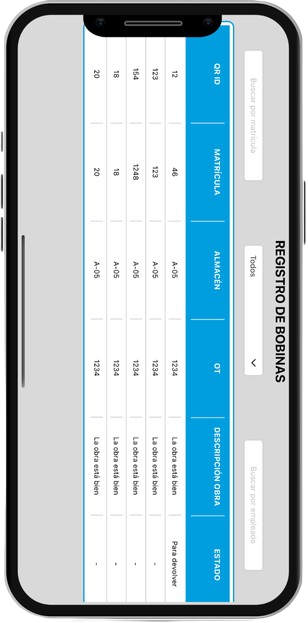 REGISTRO DE BOBINAS
Buscar por matrícula
Todos
Buscar por empleado
QR ID MATRÍCULA ALMACÉN OT DESCRIPCIÓN OBRA ESTADO
12 46 A-05 1234 La obra está bien Para devolver
123 123 A-05 1234 La obra está bien -
154 1248 A-05 1234 La obra está bien -
18 18 A-05 1234 La obra está bien -
20 20 A-05 1234 La obra está bien -